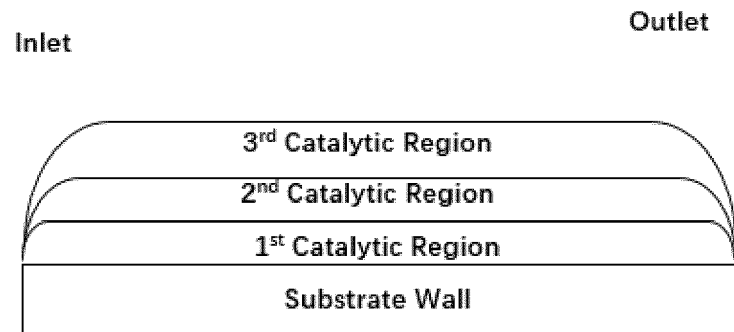 Inlet
Outlet
3rd Catalytic Region
2nd Catalytic Region
1st Catalytic Region
Substrate Wall